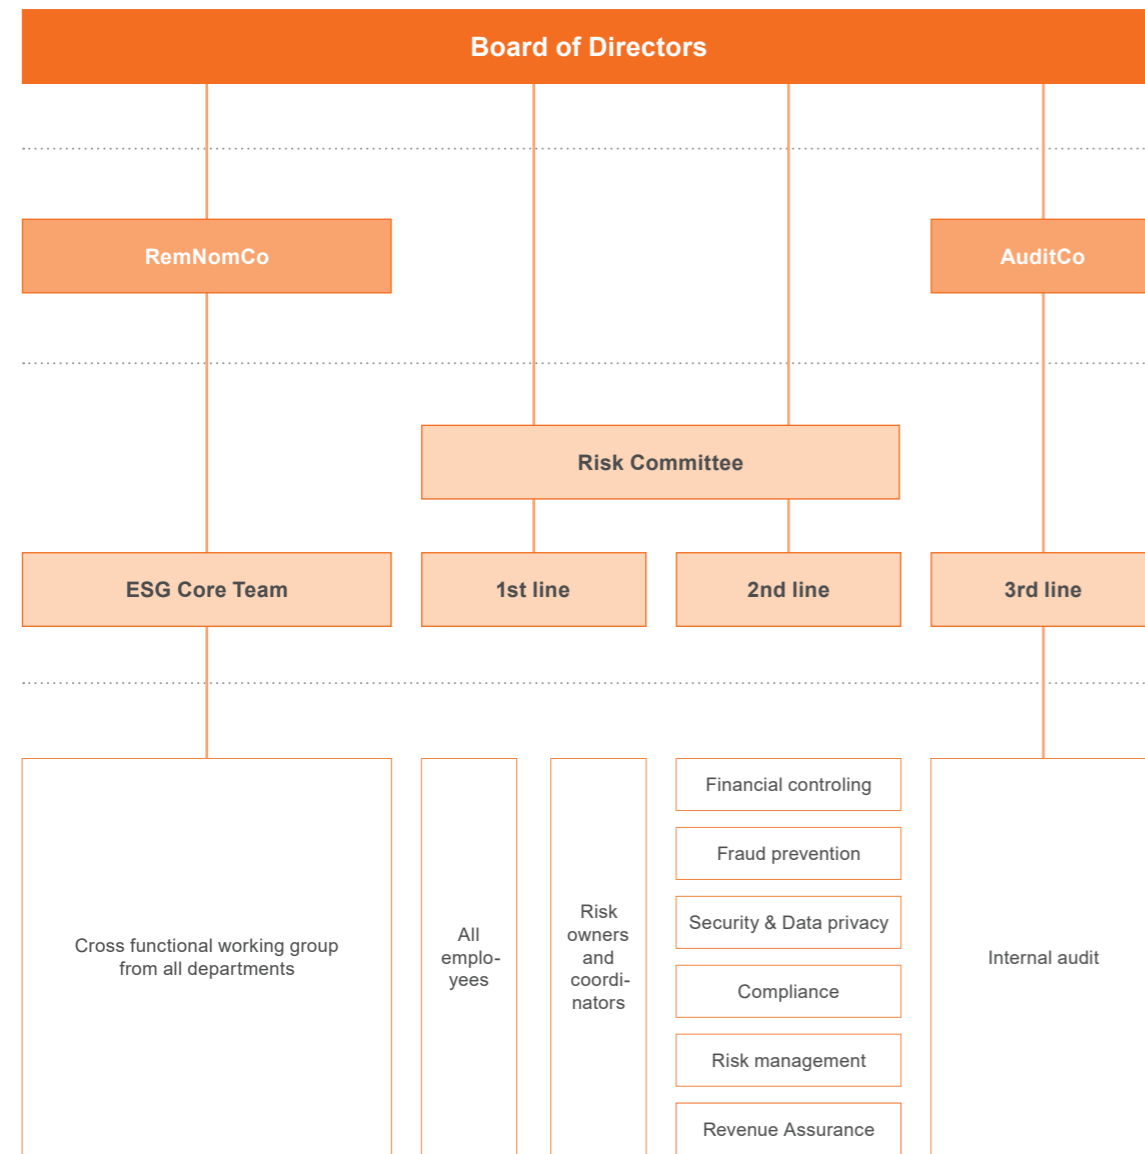 Board of Directors
RemNomCo
AuditCo
Risk Committee
ESG Core Team
1st line
2nd line
3rd line
Cross functional working group
from all departments
All
emplo-
yees
Risk
owners
and
coordi-
nators
Financial controling
Fraud prevention
Security & Data privacy
Compliance
Risk management
Revenue Assurance
Internal audit